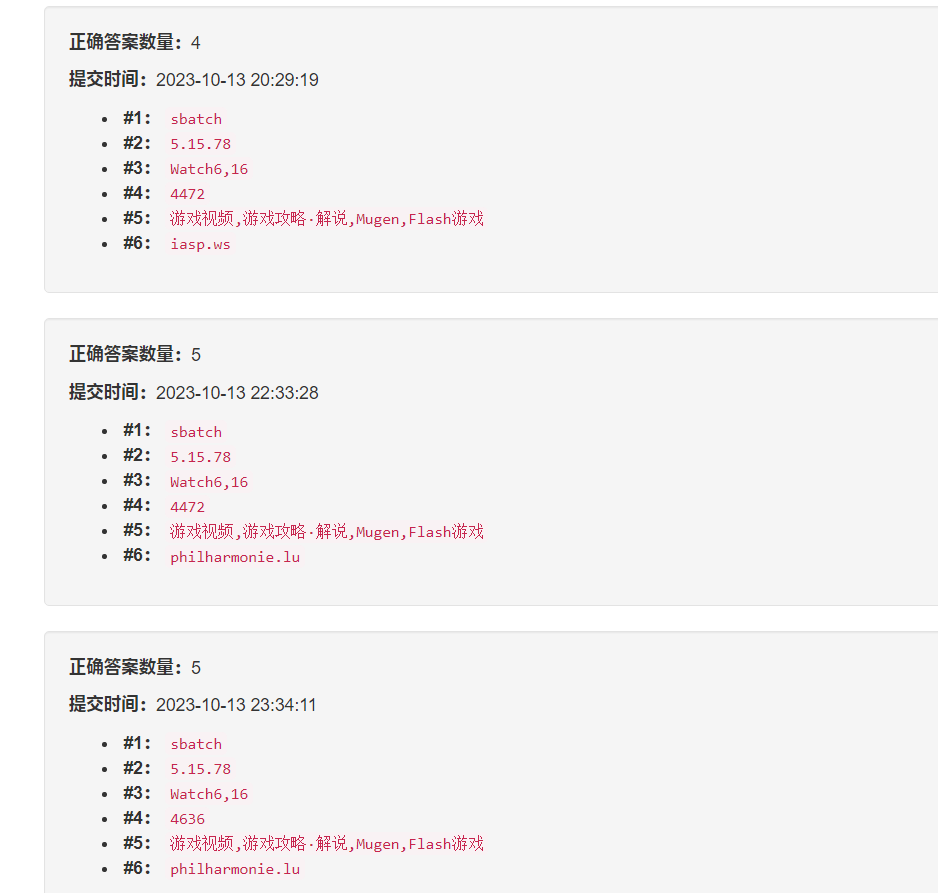 正确答案数量：4
提交时间：2023-10-13 20:29:19
#1： sbatch
#2： 5.15.78
#3： Watch6,16
#4： 4472
#5： 游戏视频,游戏攻略·解说,Mugen,Flash游戏
#6： iasp.ws
正确答案数量：5
提交时间：2023-10-13 22:33:28
#1： sbatch
#2： 5.15.78
#3： Watch6,16
#4： 4472
#5： 游戏视频,游戏攻略·解说,Mugen,Flash游戏
#6： philharmonie.lu
正确答案数量：5
提交时间：2023-10-13 23:34:11
#1： sbatch
#2： 5.15.78
#3： Watch6,16
#4： 4636
#5： 游戏视频,游戏攻略·解说,Mugen,Flash游戏
#6： philharmonie.lu